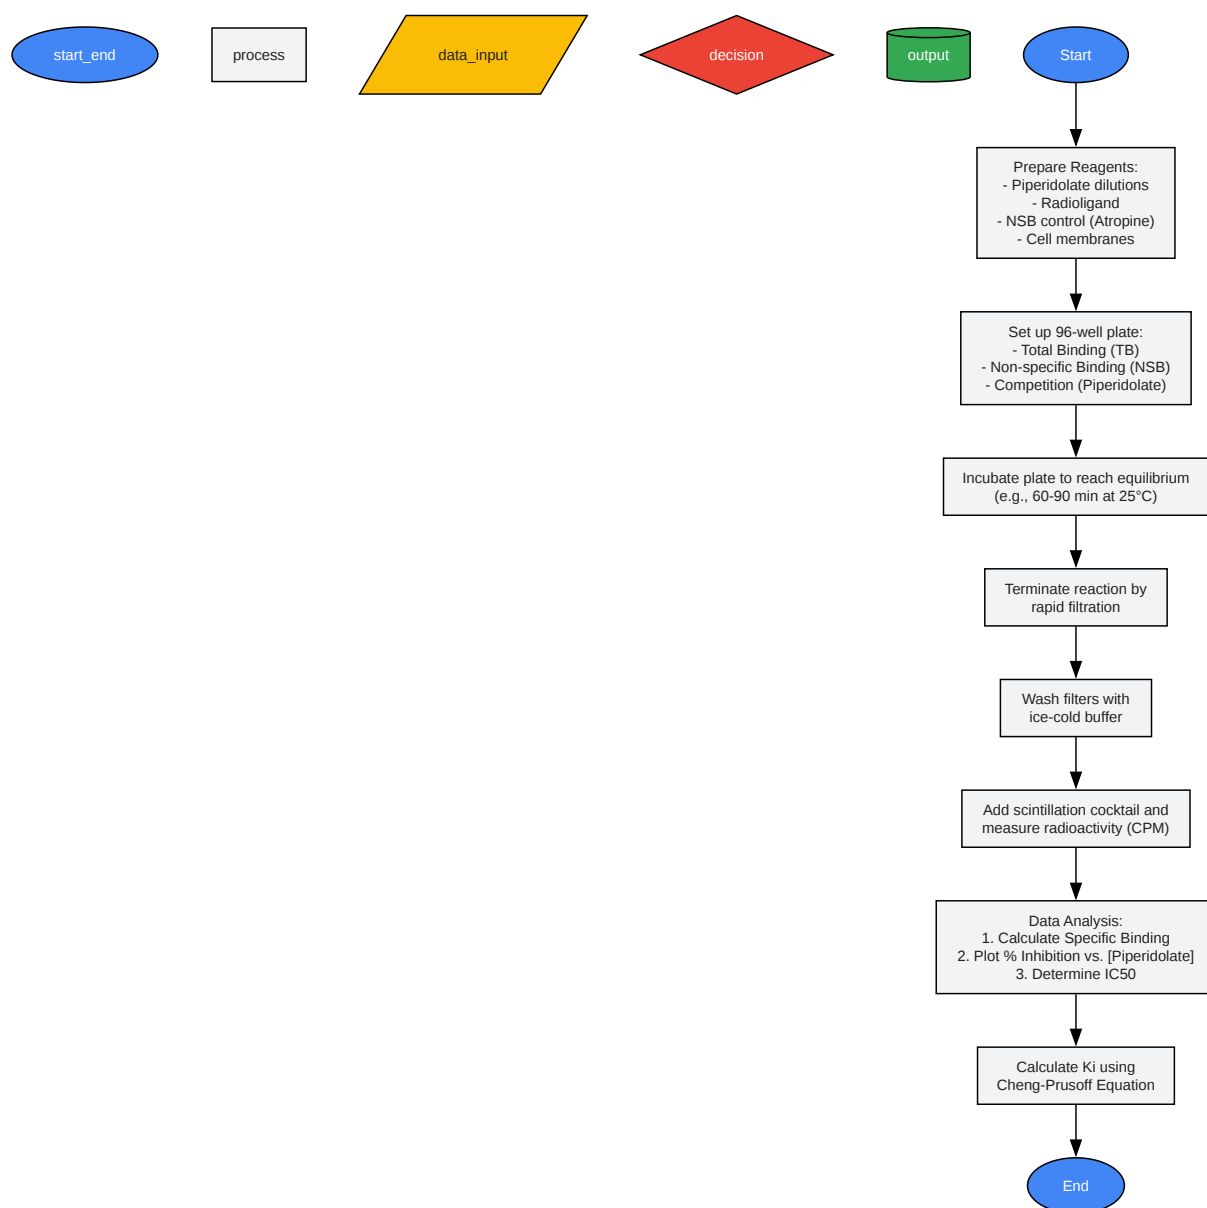 start_end
process
data_input
decision
output
Start
Prepare Reagents:
- Piperidolate dilutions
- Radioligand
- NSB control (Atropine)
- Cell membranes
Set up 96-well plate:
- Total Binding (TB)
- Non-specific Binding (NSB)
- Competition (Piperidolate)
Incubate plate to reach equilibrium
(e.g., 60-90 min at 25°C)
Terminate reaction by
rapid filtration
Wash filters with
ice-cold buffer
Add scintillation cocktail and
measure radioactivity (CPM)
Data Analysis:
1. Calculate Specific Binding
2. Plot % Inhibition vs. [Piperidolate]
3. Determine IC50
Calculate Ki using
Cheng-Prusoff Equation
End